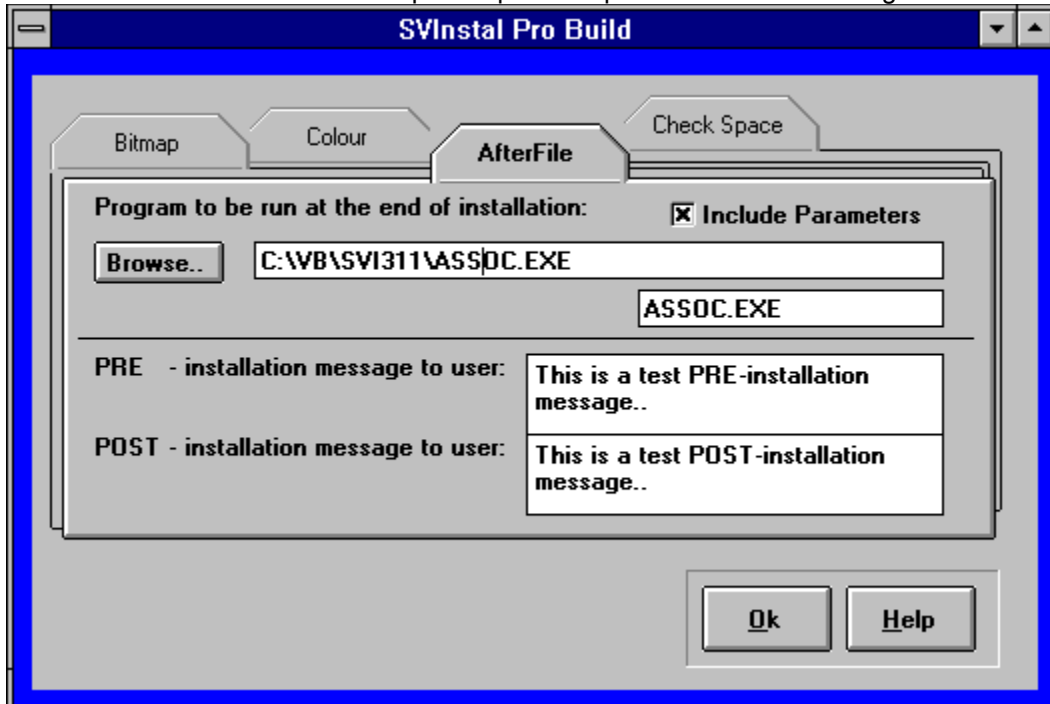 SVInstal Pro Build
Bitmap
Colour
AfterFile
Check Space
Program to be run at the end of installation:
Include Parameters
Browse..
C:\VB\SVI311\ASSOC.EXE
ASSOC.EXE
PRE - installation message to user:
This is a test PRE-installation
message..
POST - installation message to user:
This is a test POST-installation
message..
Ok
Help